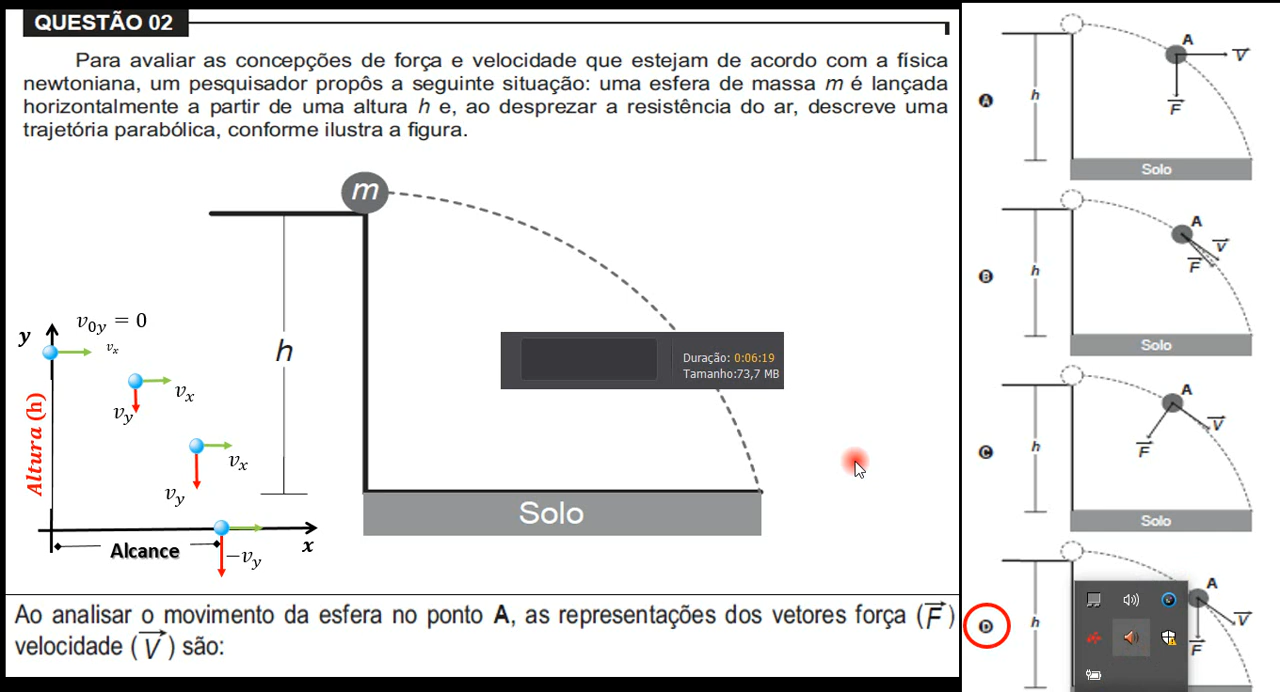 QUESTÃO 02
Para avaliar as concepções de força e velocidade que estejam de acordo com a física
newtoniana, um pesquisador propôs a seguinte situação: uma esfera de massa m é lançada
horizontalmente a partir de uma altura h e, ao desprezar a resistência do ar, descreve uma
trajetória parabólica, conforme ilustra a figura.
m
h
Solo
Duração: 0:06:19
Tamanho:73,7 MB
y
v₀y = 0
vₓ
vₓ
vy
vₓ
vy
−vy
Altura (h)
Alcance
x
Ao analisar o movimento da esfera no ponto A, as representações dos vetores força (F⃗)
velocidade (V⃗) são:
A
h
A
V⃗
F⃗
Solo
B
h
A
V⃗
F⃗
Solo
C
h
A
V⃗
F⃗
Solo
D
h
A
V⃗
F⃗